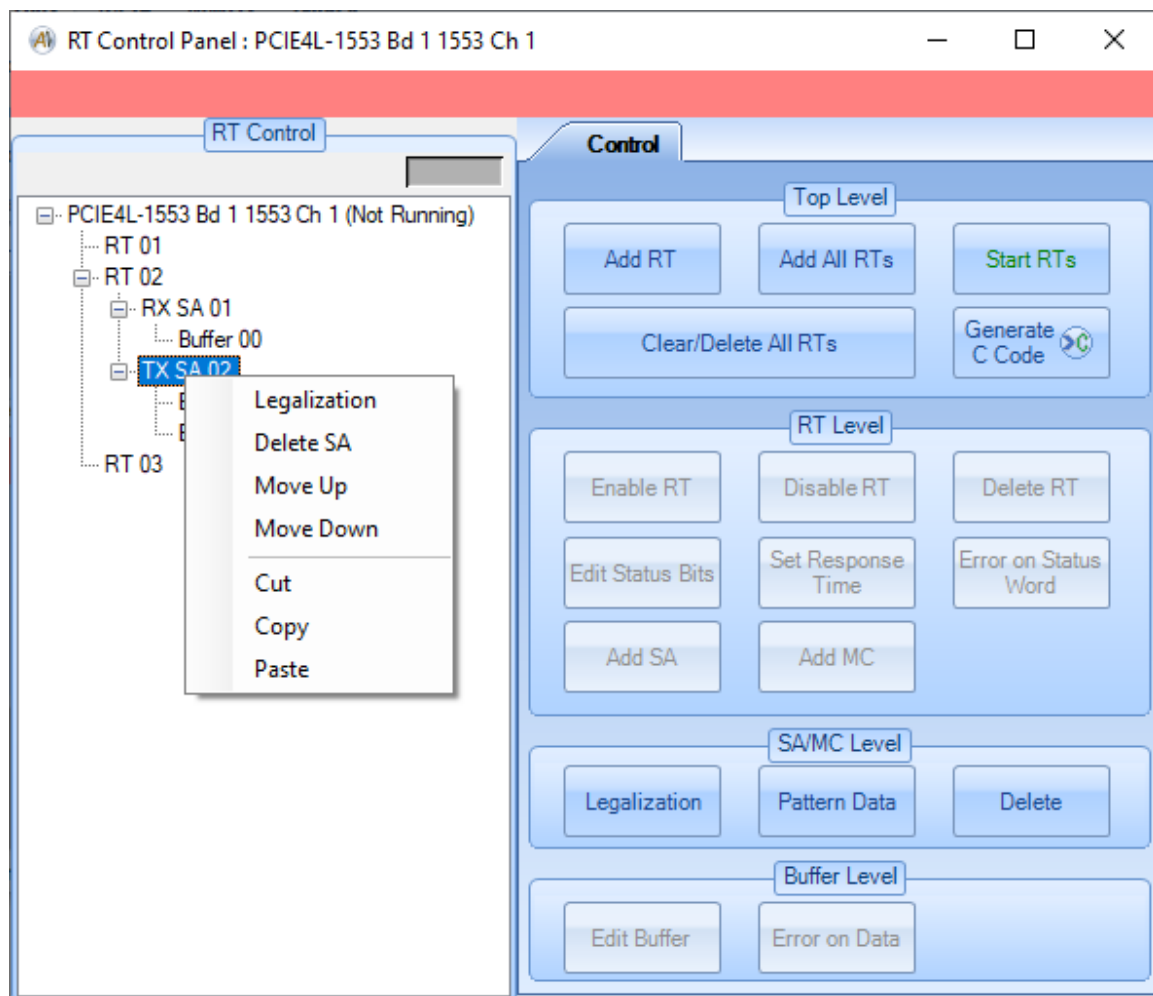 RT Control Panel : PCIE4L-1553 Bd 1 1553 Ch 1
RT Control
PCIE4L-1553 Bd 1 1553 Ch 1 (Not Running)
RT 01
RT 02
RX SA 01
Buffer 00
TX SA 02
RT 03
Legalization
Delete SA
Move Up
Move Down
Cut
Copy
Paste
Control
Top Level
Add RT
Add All RTs
Start RTs
Clear/Delete All RTs
Generate
C Code
RT Level
Enable RT
Disable RT
Delete RT
Edit Status Bits
Set Response
Time
Error on Status
Word
Add SA
Add MC
SA/MC Level
Legalization
Pattern Data
Delete
Buffer Level
Edit Buffer
Error on Data